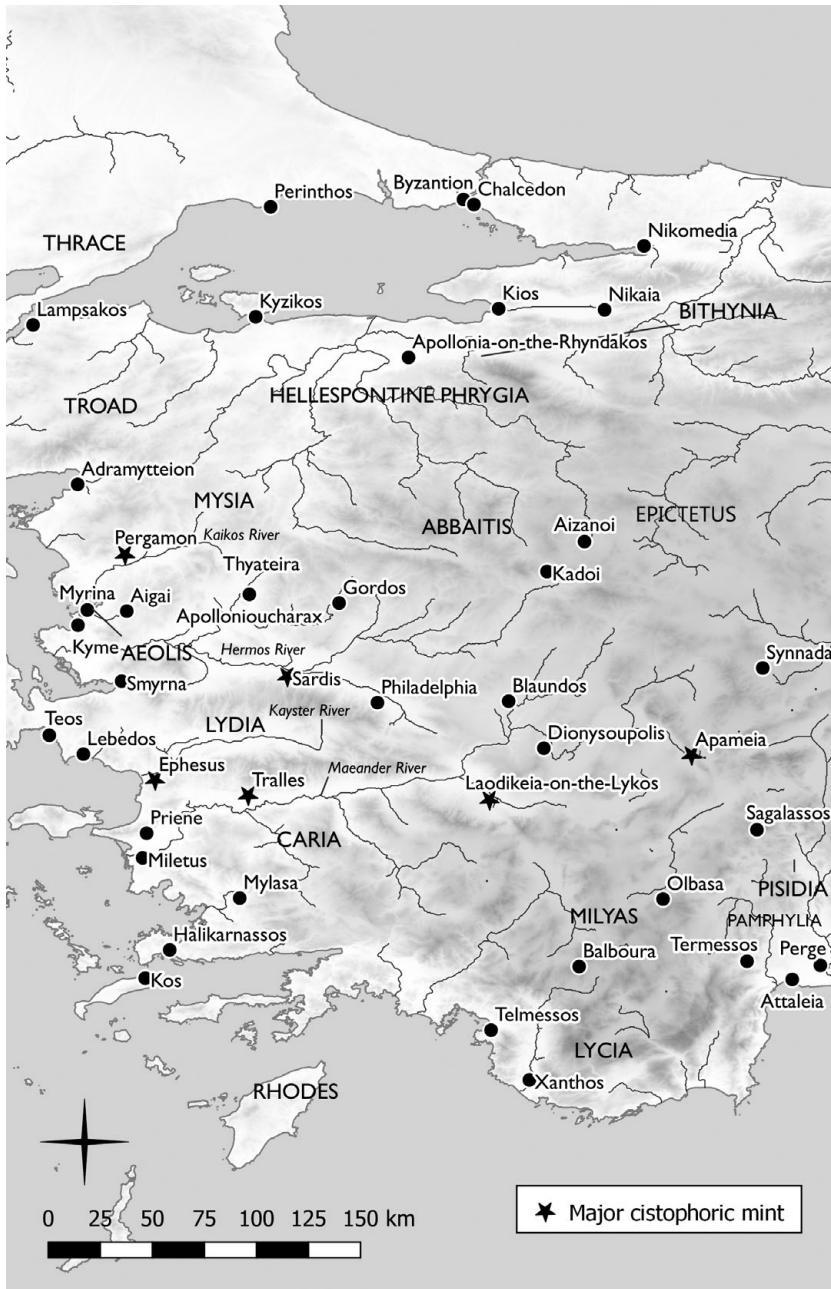 Byzantion
Chalcedon
Perinthos
THRACE
Nikomedia
Lampsakos
Kyzikos
Kios
Nikaia
BITHYNIA
Apollonia-on-the-Rhyndakos
TROAD
HELLESPONTINE PHRYGIA
Adramytteion
MYSIA
ABBAITIS
EPICTETUS
Aizanoi
Pergamon
Kaikos River
Kadoi
Thyateira
Myrina
Aigai
Gordos
Apollonioucharax
Kyme
AEOLIS
Hermos River
Synnada
Smyrna
Sardis
Philadelphia
Blaundos
Kayster River
Teos
LYDIA
Lebedos
Dionysoupolis
Apameia
Ephesus
Tralles
Maeander River
Laodikeia-on-the-Lykos
Priene
Sagalassos
CARIA
Miletus
Mylasa
Olbasa
PISIDIA
MILYAS
PAMPHYLIA
Halikarnassos
Termessos
Perge
Balboura
Kos
Attaleia
Telmessos
LYCIA
Xanthos
RHODES
0 25 50 75 100 125 150 km
Major cistophoric mint